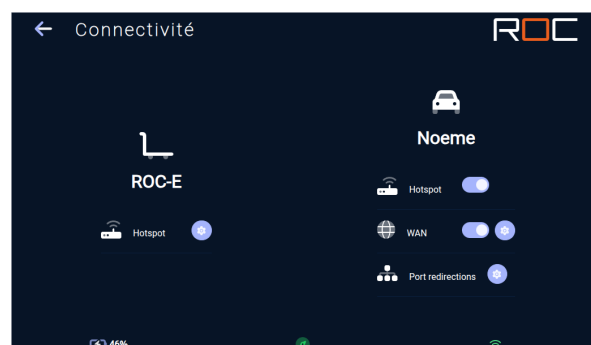 Connectivité
ROC
Noeme
ROC-E
Hotspot
Hotspot
WAN
Port redirections
46%